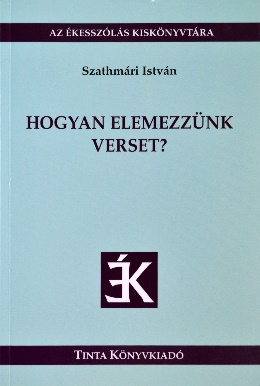 AZ ÉKESSZÓLÁS KISKÖNYVTÁRA
Szathmári István
HOGYAN ELEMEZZÜNK
VERSET?
ÉK
TINTA KÖNYVKIADÓ